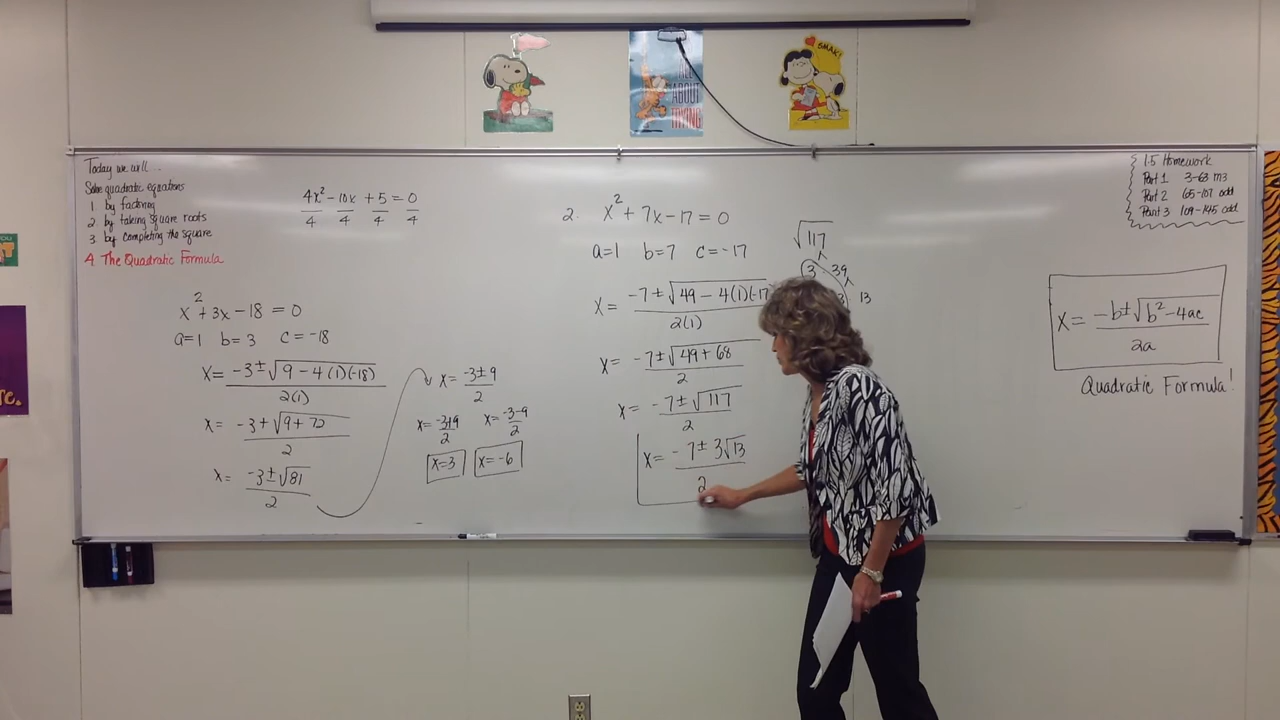 SMAK!
ALL
ABOUT
TRYING
Today we will...
Solve quadratic equations
1 by factoring
2 by taking square roots
3 by completing the square
4. The Quadratic Formula
4x² - 10x + 5 = 0
4 4 4 4
x² + 3x - 18 = 0
a=1 b=3 c=-18
x = -3 ± √9 - 4(1)(-18)
2(1)
x = -3 ± √9 + 72
2
x = -3 ± √81
2
x = -3 ± 9
2
x = -3+9 x = -3-9
2 2
x=3 x=-6
2. x² + 7x - 17 = 0
a=1 b=7 c=-17
x = -7 ± √49 - 4(1)(-17
2(1)
x = -7 ± √49 + 68
2
x = -7 ± √117
2
x = -7 ± 3√13
2
√117
3 39
13
1.5 Homework
Part 1 3-63 m3
Part 2 65-107 odd
Part 3 109-145 odd
x = -b ± √b² - 4ac
2a
Quadratic Formula!